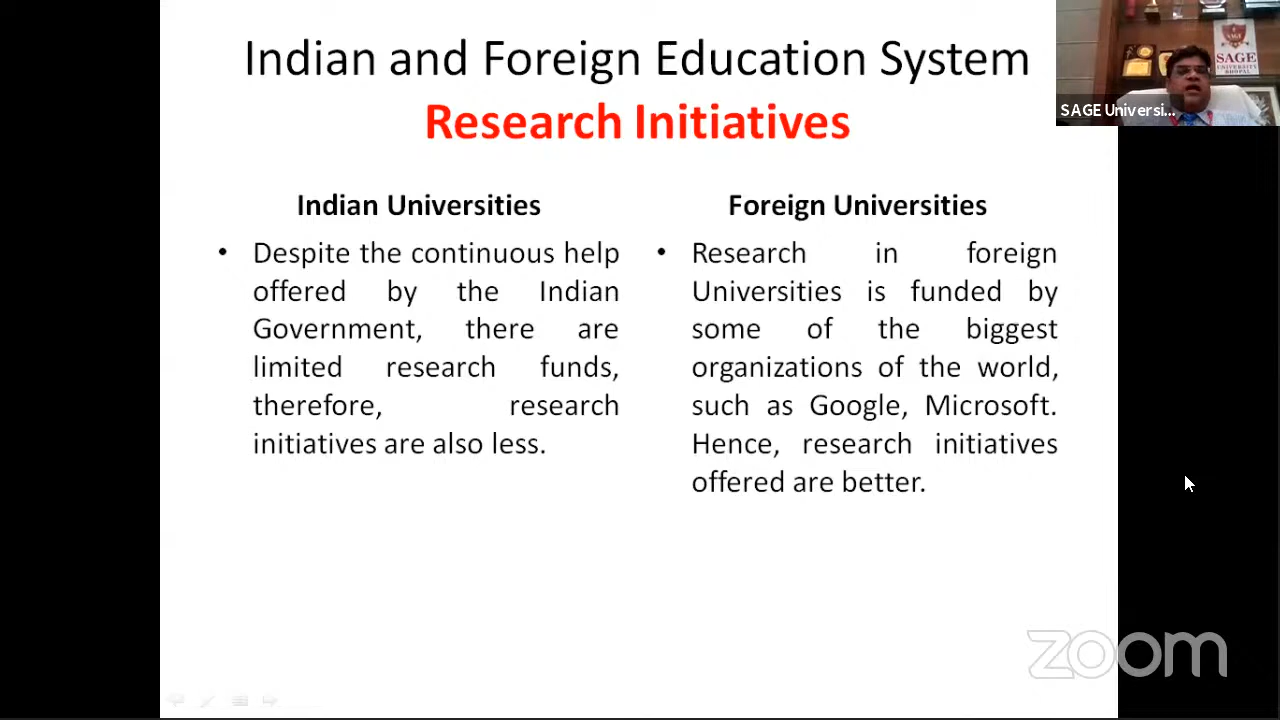 Indian and Foreign Education System
Research Initiatives
SAGE
UNIVERSITY
BHOPAL
SAGE Universi...
Indian Universities
• Despite the continuous help
offered by the Indian
Government, there are
limited research funds,
therefore, research
initiatives are also less.
Foreign Universities
• Research in foreign
Universities is funded by
some of the biggest
organizations of the world,
such as Google, Microsoft.
Hence, research initiatives
offered are better.
zoom